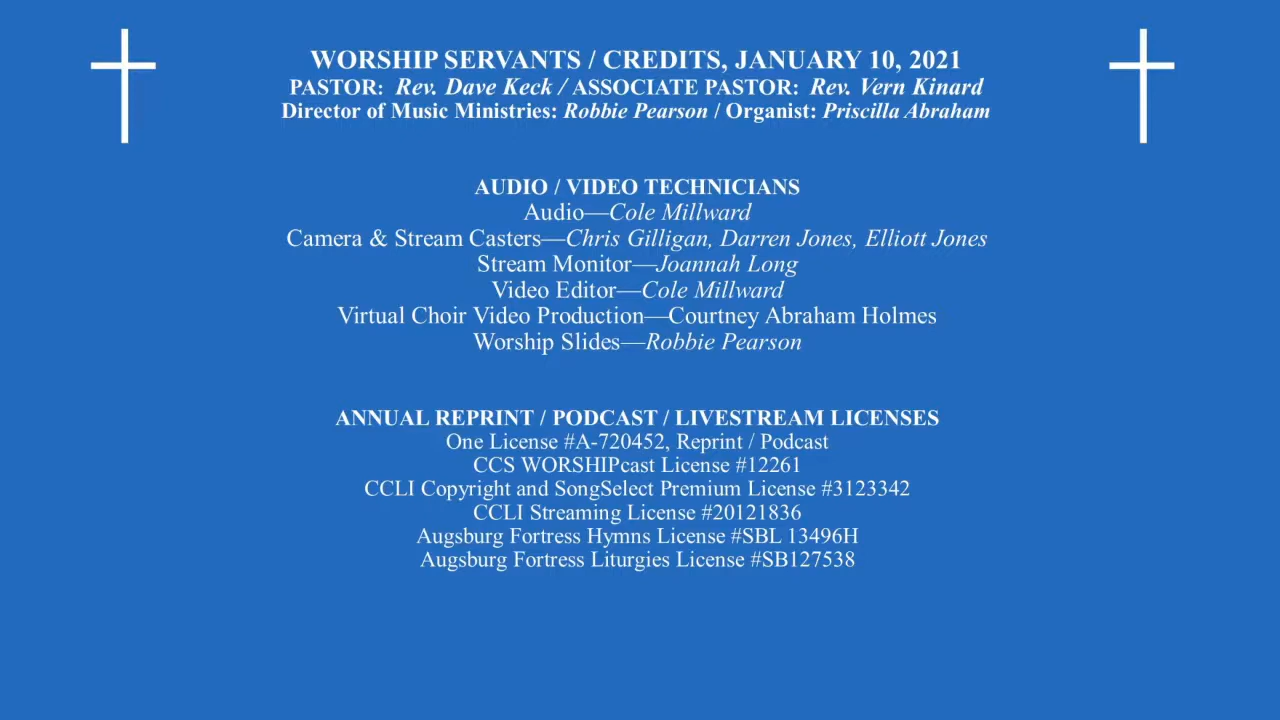 WORSHIP SERVANTS / CREDITS, JANUARY 10, 2021
PASTOR: Rev. Dave Keck / ASSOCIATE PASTOR: Rev. Vern Kinard
Director of Music Ministries: Robbie Pearson / Organist: Priscilla Abraham
AUDIO / VIDEO TECHNICIANS
Audio—Cole Millward
Camera & Stream Casters—Chris Gilligan, Darren Jones, Elliott Jones
Stream Monitor—Joannah Long
Video Editor—Cole Millward
Virtual Choir Video Production—Courtney Abraham Holmes
Worship Slides—Robbie Pearson
ANNUAL REPRINT / PODCAST / LIVESTREAM LICENSES
One License #A-720452, Reprint / Podcast
CCS WORSHIPcast License #12261
CCLI Copyright and SongSelect Premium License #3123342
CCLI Streaming License #20121836
Augsburg Fortress Hymns License #SBL 13496H
Augsburg Fortress Liturgies License #SB127538